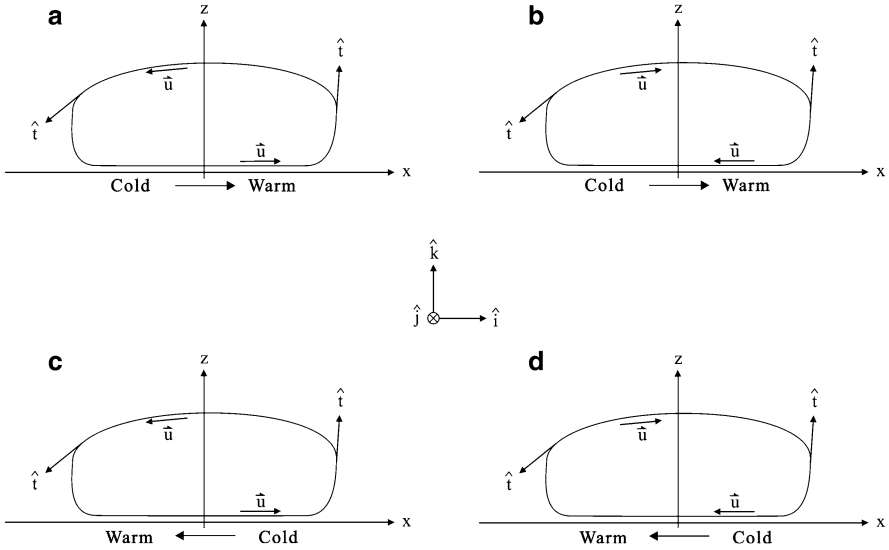 a
z
t̂
u⃗
t̂
u⃗
x
Cold → Warm
b
z
t̂
u⃗
t̂
u⃗
x
Cold → Warm
k̂
ĵ ⊗ î
c
z
t̂
u⃗
t̂
u⃗
x
Warm ← Cold
d
z
t̂
u⃗
t̂
u⃗
x
Warm ← Cold